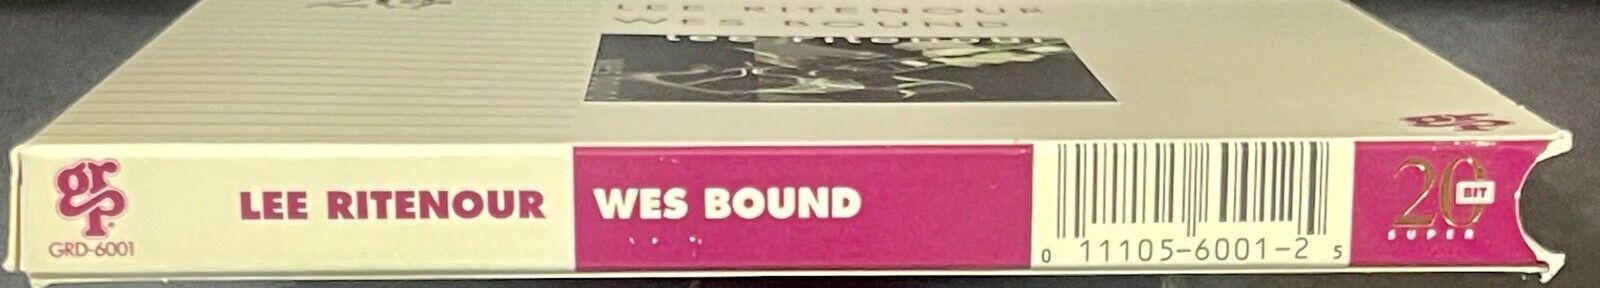 LEE RITENOUR
WES BOUND
lee ritenour
grp
GRD-6001
LEE RITENOUR
WES BOUND
0 11105-6001-2 5
grp
20 BIT
SUPER